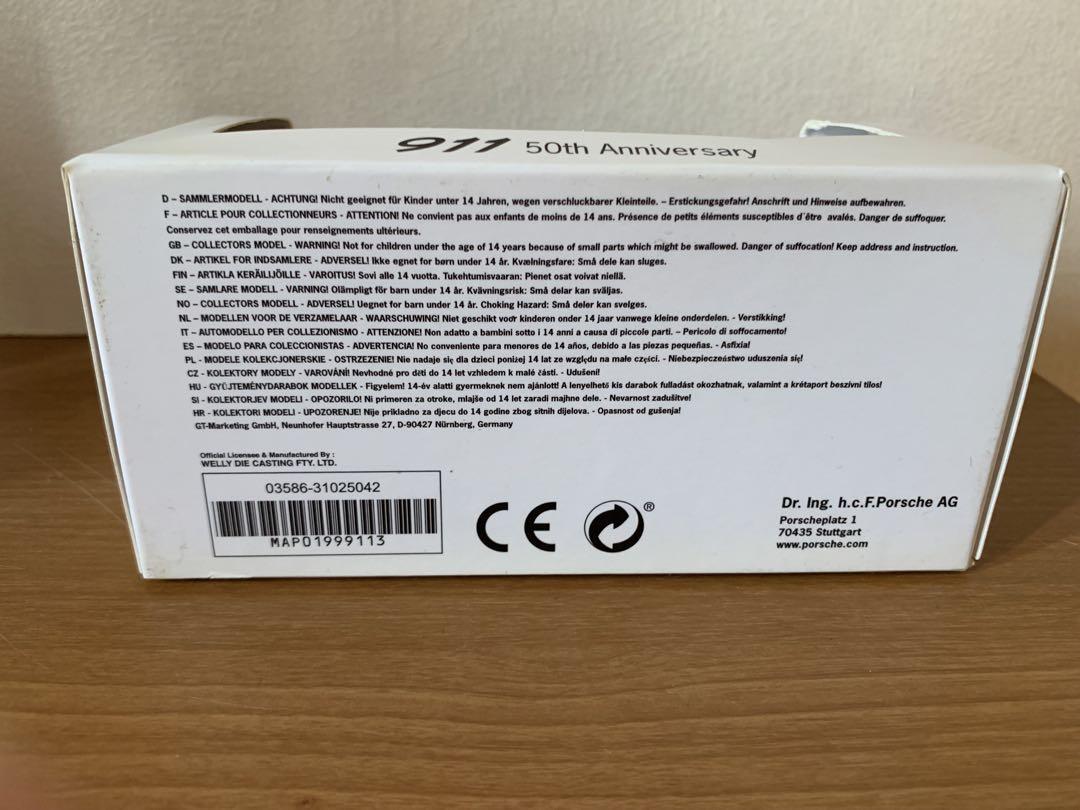 911 50th Anniversary
D – SAMMLERMODELL - ACHTUNG! Nicht geeignet für Kinder unter 14 Jahren, wegen verschluckbarer Kleinteile. – Erstickungsgefahr! Anschrift und Hinweise aufbewahren.
F – ARTICLE POUR COLLECTIONNEURS - ATTENTION! Ne convient pas aux enfants de moins de 14 ans. Présence de petits éléments susceptibles d'être avalés. Danger de suffoquer.
Conservez cet emballage pour renseignements ultérieurs.
GB – COLLECTORS MODEL - WARNING! Not for children under the age of 14 years because of small parts which might be swallowed. Danger of suffocation! Keep address and instruction.
DK – ARTIKEL FOR INDSAMLERE - ADVERSEL! Ikke egnet for børn under 14 år. Kvælningsfare: Små dele kan sluges.
FIN – ARTIKLA KERÄILIJÖILLE - VAROITUS! Sovi alle 14 vuotta. Tukehtumisvaaran: Pienet osat voivat niellä.
SE – SAMLARE MODELL - VARNING! Olämpligt för barn under 14 år. Kvävningsrisk: Små delar kan sväljas.
NO – COLLECTORS MODELL - ADVERSEL! Uegnet for barn under 14 år. Choking Hazard: Små deler kan svelges.
NL – MODELLEN VOOR DE VERZAMELAAR - WAARSCHUWING! Niet geschikt voor kinderen onder 14 jaar vanwege kleine onderdelen. - Verstikking!
IT – AUTOMODELLO PER COLLEZIONISMO - ATTENZIONE! Non adatto a bambini sotto i 14 anni a causa di piccole parti. – Pericolo di soffocamento!
ES – MODELO PARA COLECCIONISTAS - ADVERTENCIA! No conveniente para menores de 14 años, debido a las piezas pequeñas. - Asfixia!
PL - MODELE KOLEKCJONERSKIE - OSTRZEZENIE! Nie nadaje się dla dzieci poniżej 14 lat ze względu na małe części. - Niebezpieczeństwo uduszenia się!
CZ - KOLEKTORY MODELY - VAROVÁNÍ! Nevhodné pro děti do 14 let vzhledem k malé části. - Udušení!
HU - GYŰJTEMÉNYDARABOK MODELLEK - Figyelem! 14-év alatti gyermeknek nem ajánlott! A lenyelhető kis darabok fulladást okozhatnak, valamint a krétaport beszívni tilos!
SI - KOLEKTORJEV MODELI - OPOZORILO! Ni primeren za otroke, mlajše od 14 let zaradi majhne dele. - Nevarnost zadušitve!
HR - KOLEKTORI MODELI - UPOZORENJE! Nije prikladno za djecu do 14 godine zbog sitnih dijelova. - Opasnost od gušenja!
GT-Marketing GmbH, Neunhofer Hauptstrasse 27, D-90427 Nürnberg, Germany
Official Licensee & Manufactured By :
WELLY DIE CASTING FTY. LTD.
03586-31025042
MAP01999113
CE
®
Dr. Ing. h.c.F.Porsche AG
Porscheplatz 1
70435 Stuttgart
www.porsche.com